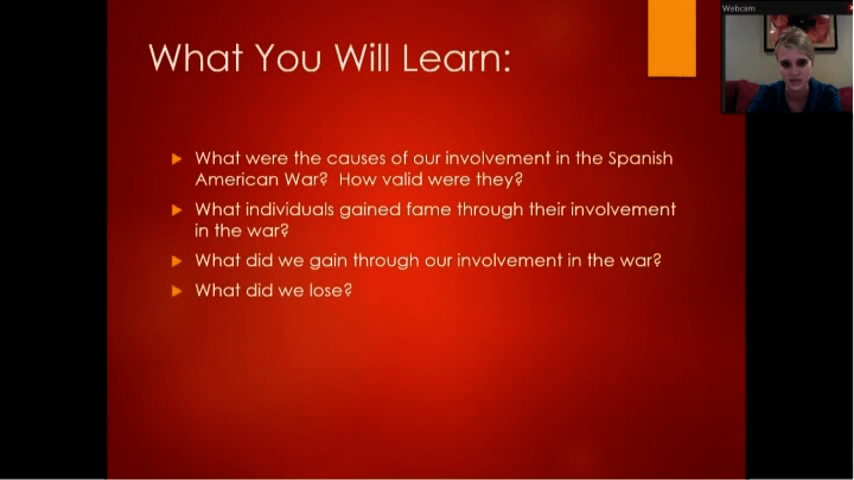 Webcam
What You Will Learn:
What were the causes of our involvement in the Spanish
American War? How valid were they?
What individuals gained fame through their involvement
in the war?
What did we gain through our involvement in the war?
What did we lose?